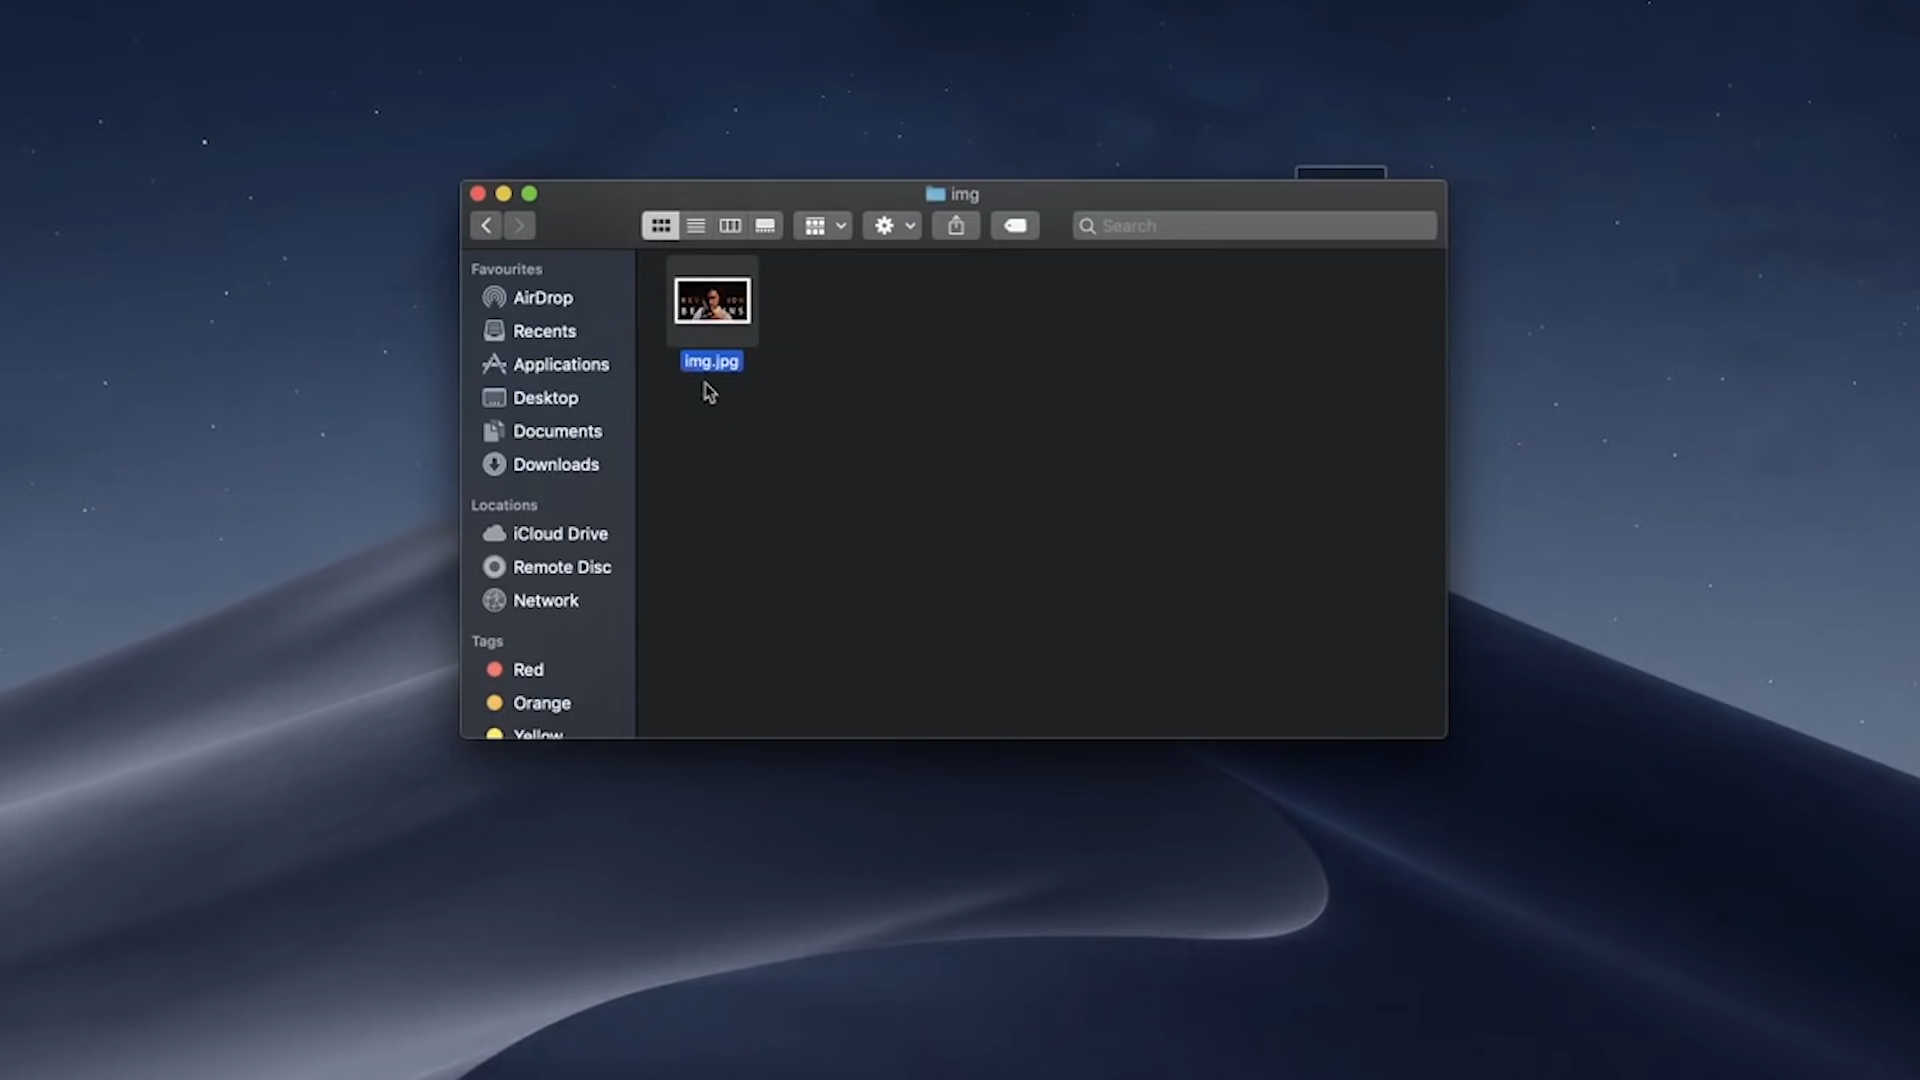 img
Search
Favourites
AirDrop
Recents
Applications
Desktop
Documents
Downloads
Locations
iCloud Drive
Remote Disc
Network
Tags
Red
Orange
Yellow
img.jpg